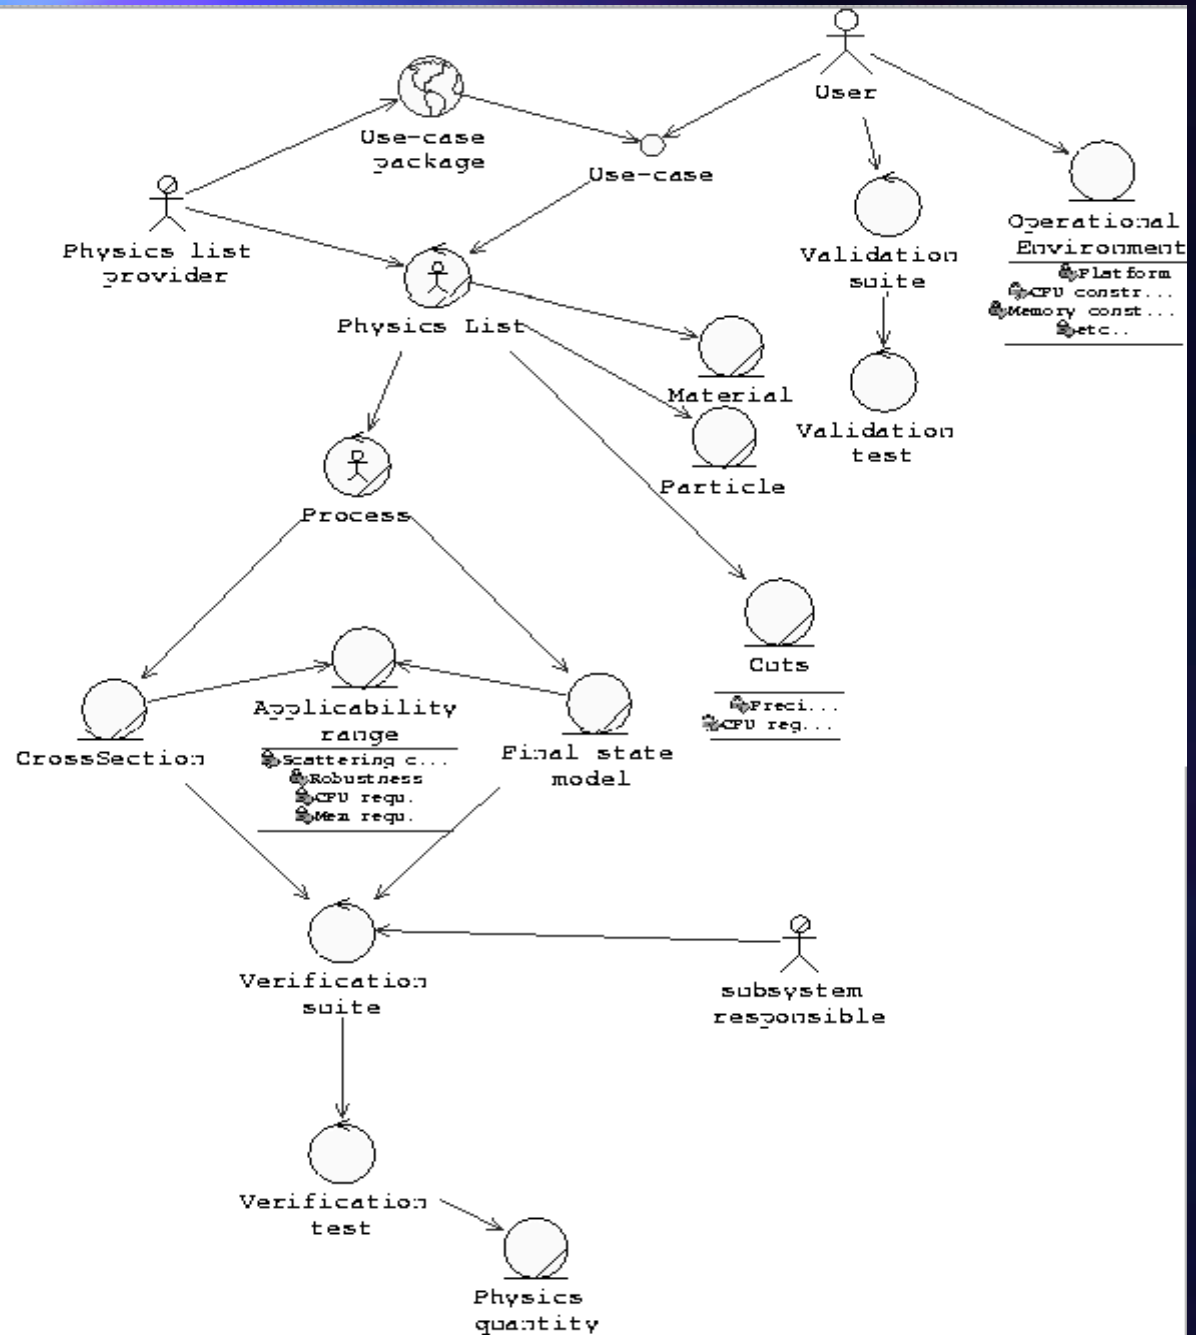 User
Use-case
package
Use-case
Physics list
provider
Operational
Environment
Platform
CPU constr...
Memory const...
etc..
Validation
suite
Physics List
Material
Validation
test
Particle
Process
Cuts
Preci...
CPU req...
CrossSection
Applicability
range
Scattering c...
Robustness
CPU requ.
Mem requ.
Final state
model
Verification
suite
subsystem
responsible
Verification
test
Physics
quantity